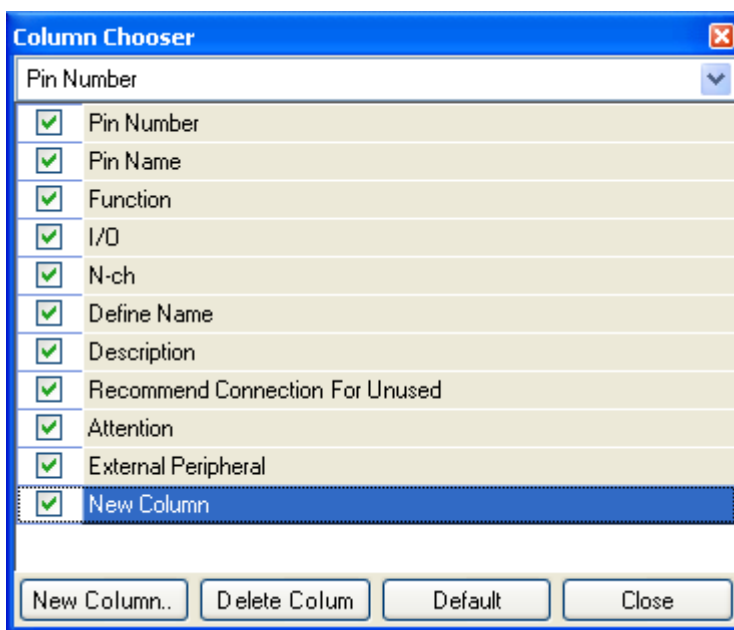 Column Chooser
Pin Number
Pin Number
Pin Name
Function
I/O
N-ch
Define Name
Description
Recommend Connection For Unused
Attention
External Peripheral
New Column
New Column.. Delete Colum Default Close